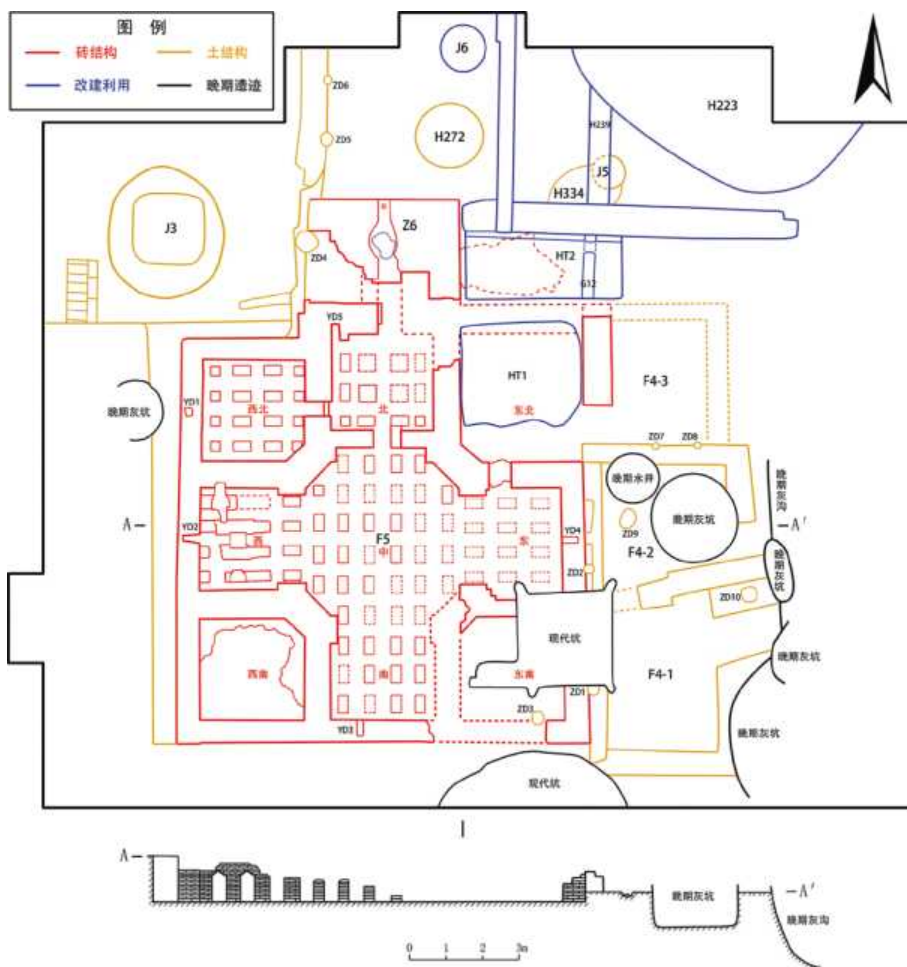 图 例
砖结构 土结构
改建利用 晚期遗迹
J6
H223
ZD6
H239
ZD5
H272
J5
H334
J3
Z6
ZD4
HT2
G12
YD5
HT1
F4-3
YD1
西北
北
东北
晚期灰坑
ZD7 ZD8
晚期水井
晚期灰沟
A
YD2
西
F5
中
东
YD4
ZD9
晚期灰坑
A′
F4-2
ZD2
晚期灰坑
ZD10
现代坑
西南
南
东南
F4-1
晚期灰坑
ZD1
YD3
ZD3
晚期灰坑
现代坑
I
A
晚期灰坑
A′
晚期灰沟
0 1 2 3m